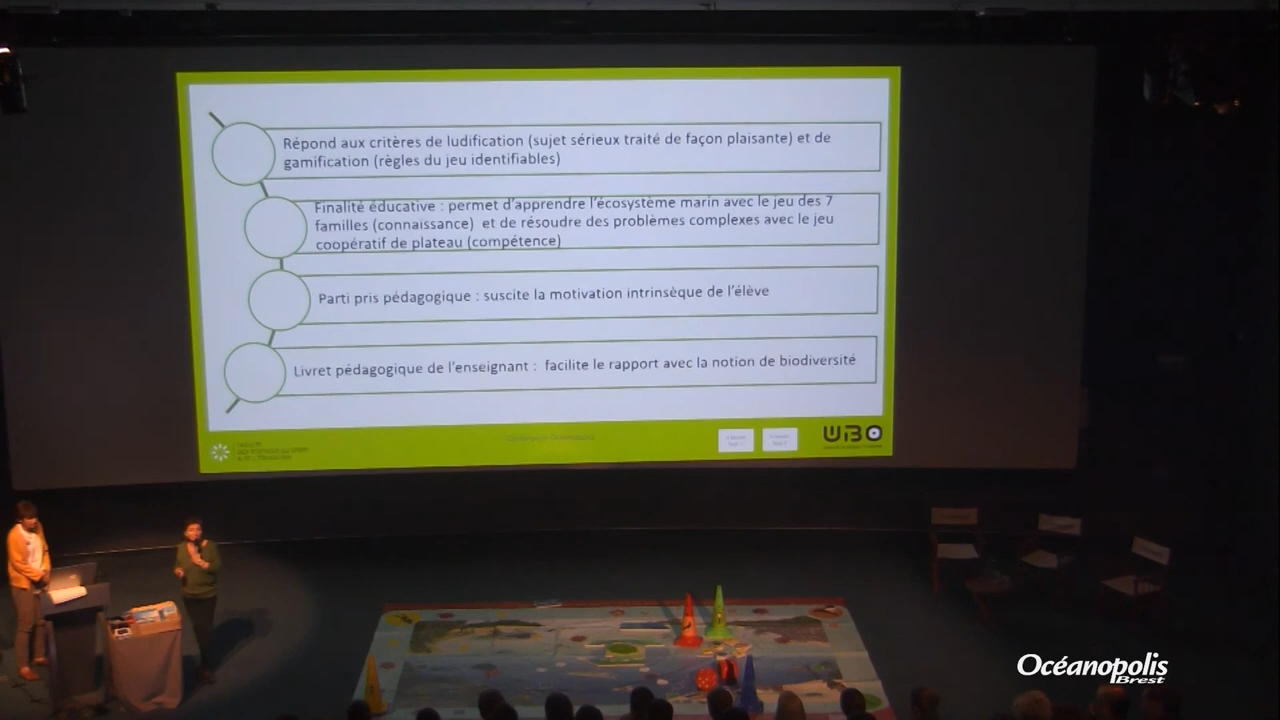 Répond aux critères de ludification (sujet sérieux traité de façon plaisante) et de
gamification (règles du jeu identifiables)
Finalité éducative : permet d'apprendre l'écosystème marin avec le jeu des 7
familles (connaissance) et de résoudre des problèmes complexes avec le jeu
coopératif de plateau (compétence)
Parti pris pédagogique : suscite la motivation intrinsèque de l'élève
Livret pédagogique de l'enseignant : facilite le rapport avec la notion de biodiversité
UBO
Océanopolis
Brest